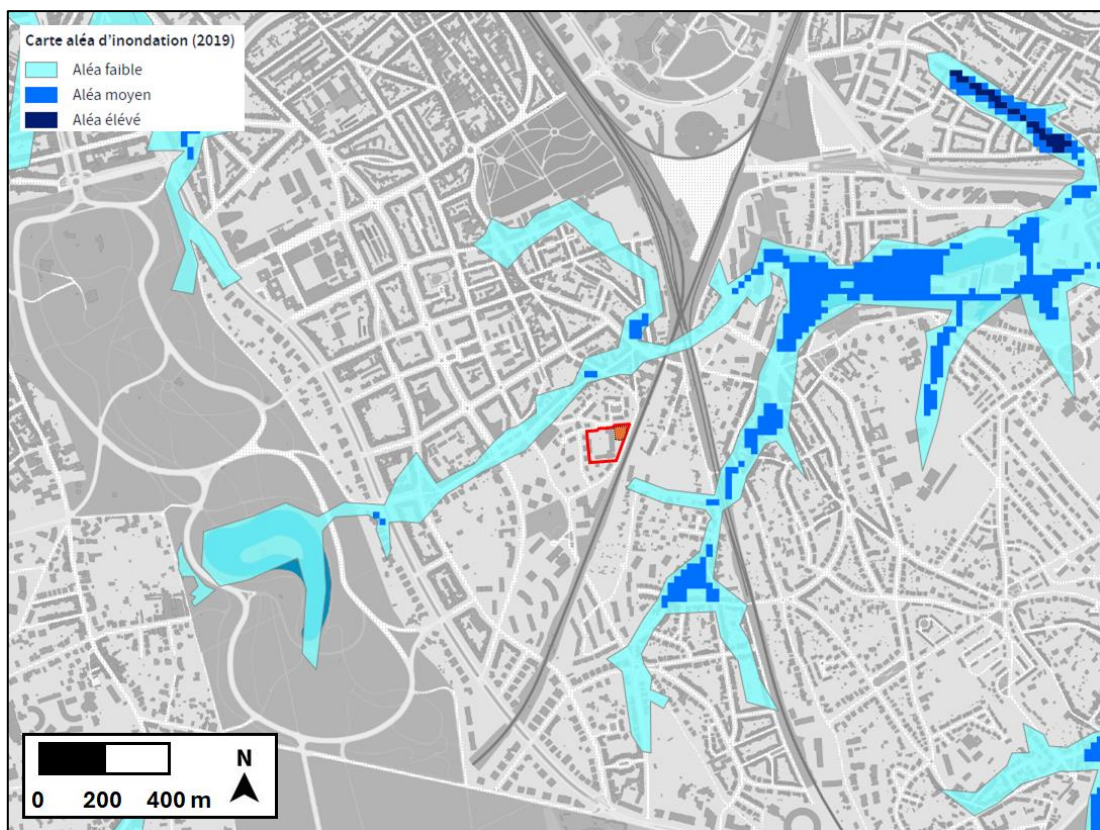 Carte aléa d'inondation (2019)
Aléa faible
Aléa moyen
Aléa élévé
N
0 200 400 m